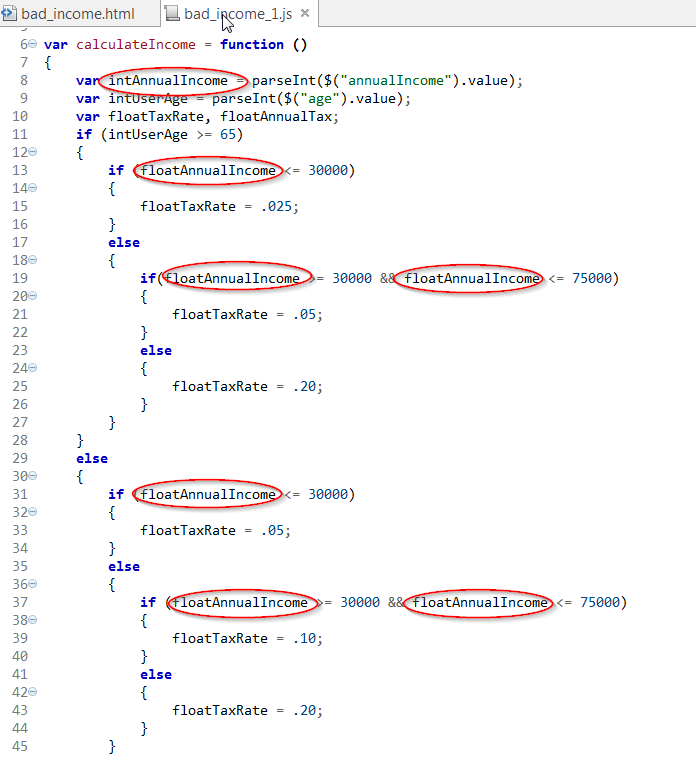 bad_income.html bad_income_1.js
6 var calculateIncome = function ()
7 {
8 var intAnnualIncome = parseInt($("annualIncome").value);
9 var intUserAge = parseInt($("age").value);
10 var floatTaxRate, floatAnnualTax;
11 if (intUserAge >= 65)
12 {
13 if (floatAnnualIncome <= 30000)
14 {
15 floatTaxRate = .025;
16 }
17 else
18 {
19 if(floatAnnualIncome >= 30000 && floatAnnualIncome <= 75000)
20 {
21 floatTaxRate = .05;
22 }
23 else
24 {
25 floatTaxRate = .20;
26 }
27 }
28 }
29 else
30 {
31 if (floatAnnualIncome <= 30000)
32 {
33 floatTaxRate = .05;
34 }
35 else
36 {
37 if (floatAnnualIncome >= 30000 && floatAnnualIncome <= 75000)
38 {
39 floatTaxRate = .10;
40 }
41 else
42 {
43 floatTaxRate = .20;
44 }
45 }